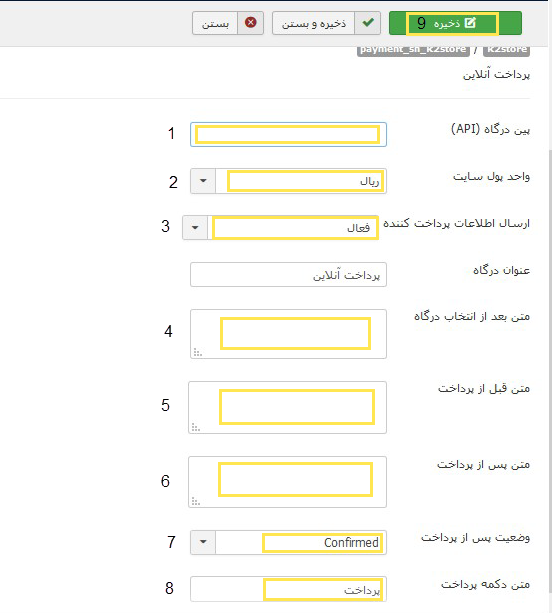 9 ذخیره ذخیره و بستن بستن
k2store / payment_sn_k2store
پرداخت آنلاین
پین درگاه (API) 1
واحد پول سایت ریال 2
ارسال اطلاعات پرداخت کننده فعال 3
عنوان درگاه پرداخت آنلاین
متن بعد از انتخاب درگاه 4
متن قبل از پرداخت 5
متن پس از پرداخت 6
وضعیت پس از پرداخت Confirmed 7
متن دکمه پرداخت پرداخت 8